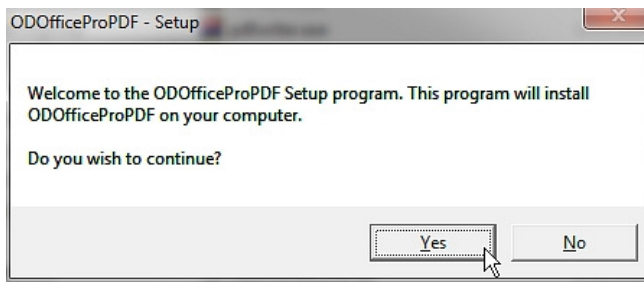 ODOfficeProPDF - Setup
Welcome to the ODOfficeProPDF Setup program. This program will install
ODOfficeProPDF on your computer.
Do you wish to continue?
Yes
No